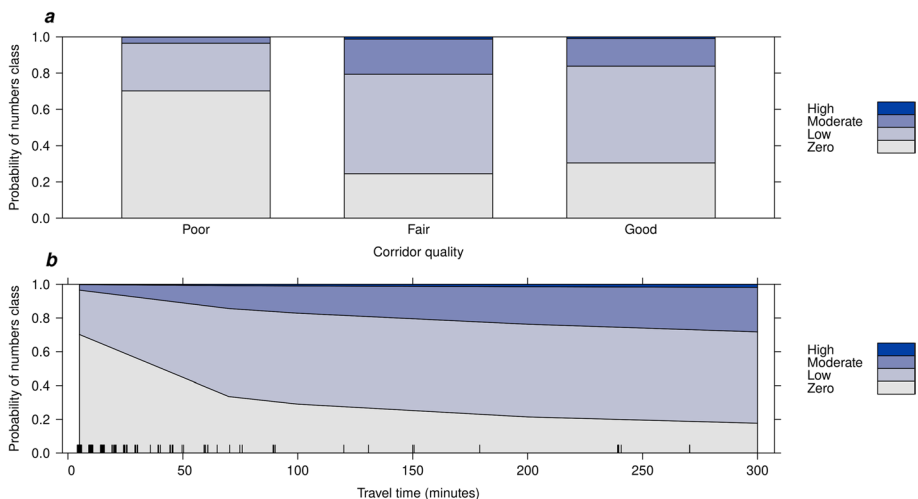 a
Probability of numbers class
1.0
0.8
0.6
0.4
0.2
0.0
Poor Fair Good
Corridor quality
High
Moderate
Low
Zero
b
Probability of numbers class
1.0
0.8
0.6
0.4
0.2
0.0
0 50 100 150 200 250 300
Travel time (minutes)
High
Moderate
Low
Zero